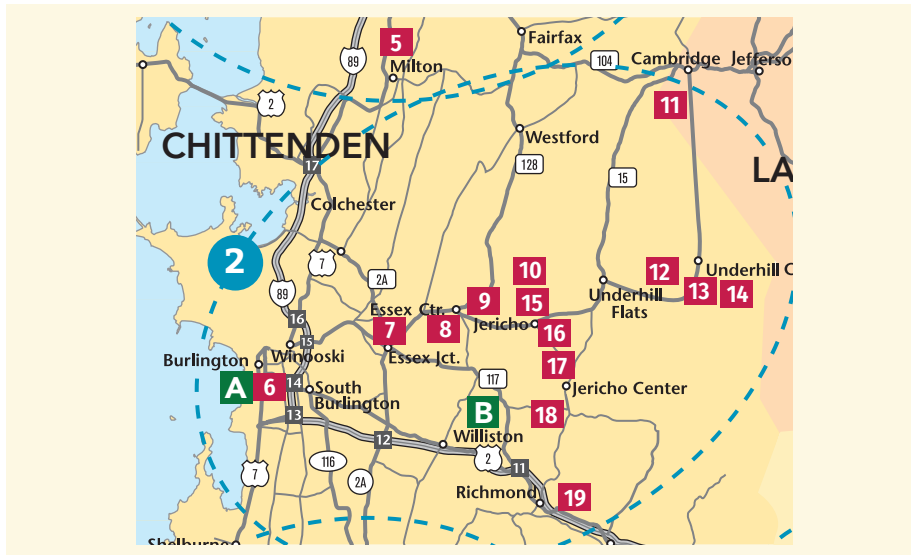 5
Fairfax
89
Milton
104
Cambridge
Jefferso
2
11
CHITTENDEN
Westford
17
128
15
LA
Colchester
2
7
2A
10
12
Underhill C
89
13
14
9
15
Underhill
Flats
Essex Ctr.
16
7
8
Jericho
16
15
Winooski
Essex Jct.
Burlington
17
117
A
6
14
South
Burlington
Jericho Center
13
B
18
12
Williston
2
116
11
7
2A
Richmond
19
Shelburne